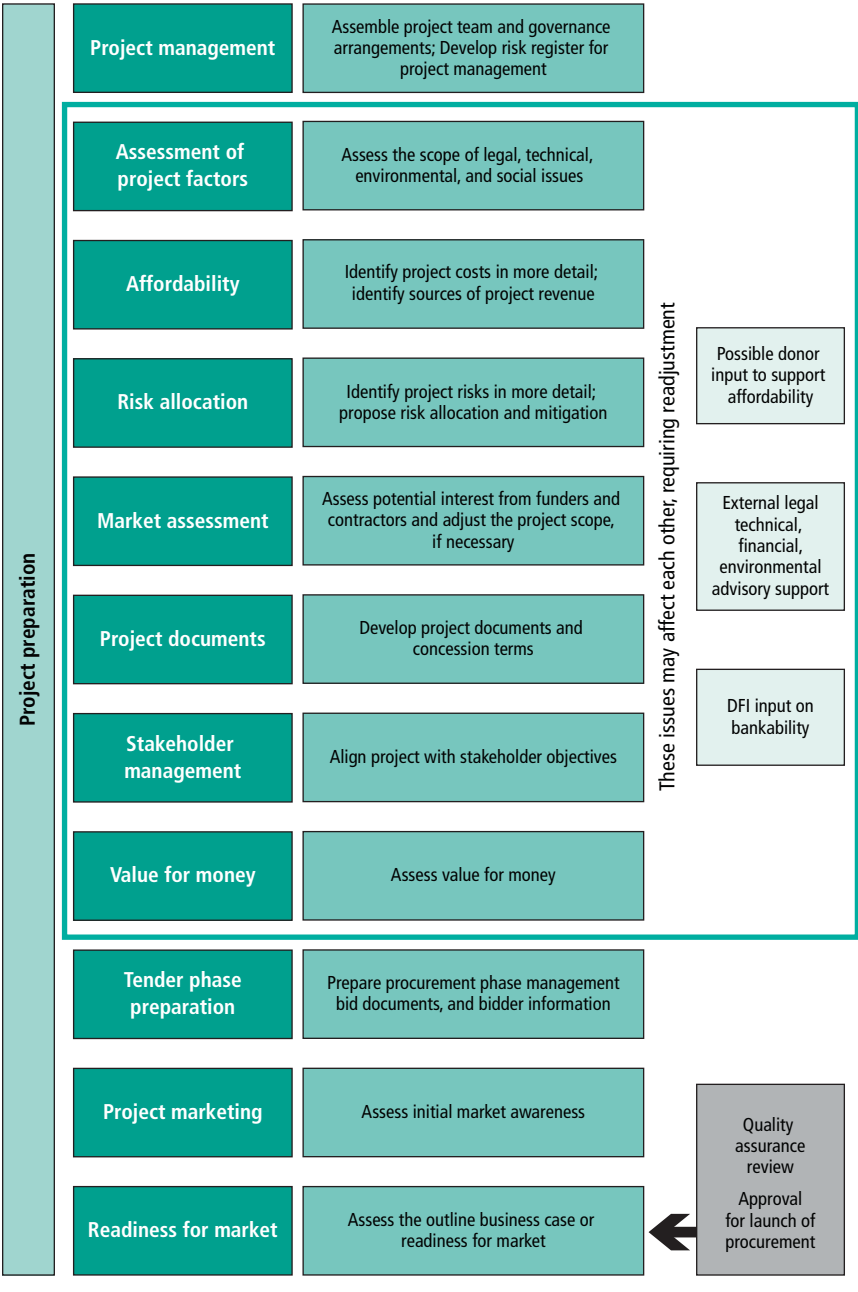 Project preparation
Project management
Assemble project team and governance
arrangements; Develop risk register for
project management
Assessment of
project factors
Assess the scope of legal, technical,
environmental, and social issues
Affordability
Identify project costs in more detail;
identify sources of project revenue
Risk allocation
Identify project risks in more detail;
propose risk allocation and mitigation
Market assessment
Assess potential interest from funders and
contractors and adjust the project scope,
if necessary
Project documents
Develop project documents and
concession terms
Stakeholder
management
Align project with stakeholder objectives
Value for money
Assess value for money
These issues may affect each other, requiring readjustment
Possible donor
input to support
affordability
External legal
technical,
financial,
environmental
advisory support
DFI input on
bankability
Tender phase
preparation
Prepare procurement phase management
bid documents, and bidder information
Project marketing
Assess initial market awareness
Readiness for market
Assess the outline business case or
readiness for market
Quality
assurance
review
Approval
for launch of
procurement